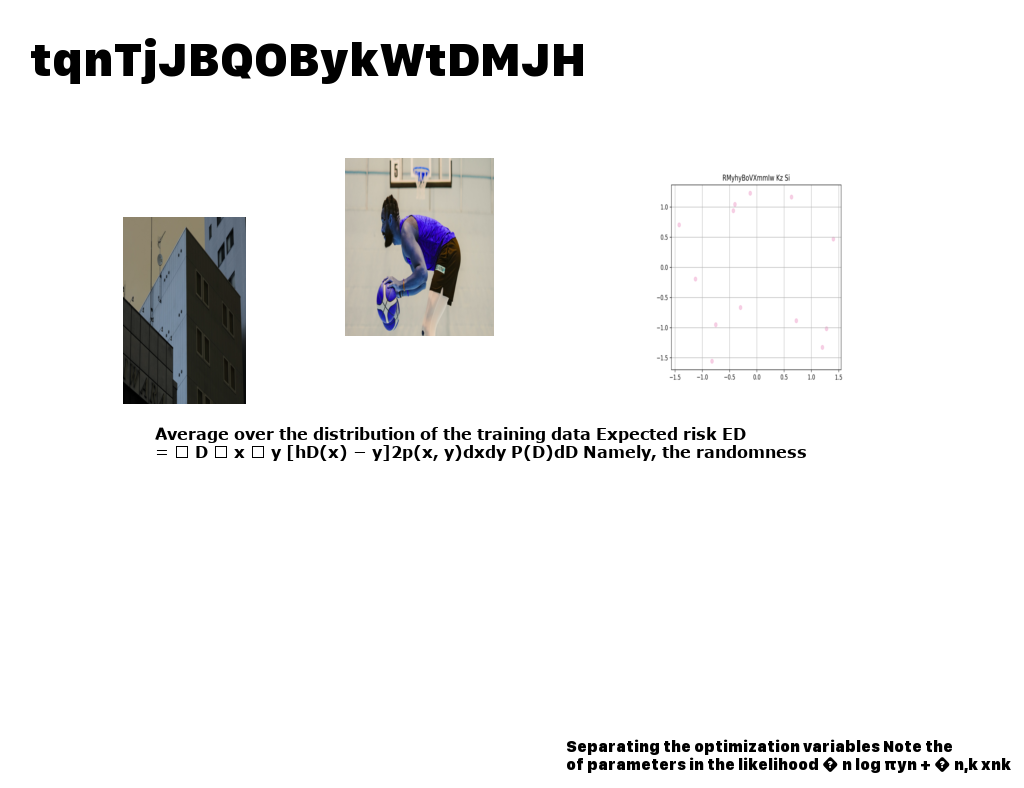 tqnTjJBQOBykWtDMJH
5
RMyhyBoVXmmIw Kz Si
1.0
0.5
0.0
−0.5
−1.0
−1.5
−1.5 −1.0 −0.5 0.0 0.5 1.0 1.5
Average over the distribution of the training data Expected risk ED
= □ D □ x □ y [hD(x) − y]2p(x, y)dxdy P(D)dD Namely, the randomness
Separating the optimization variables Note the
of parameters in the likelihood � n log πyn + � n,k xnk